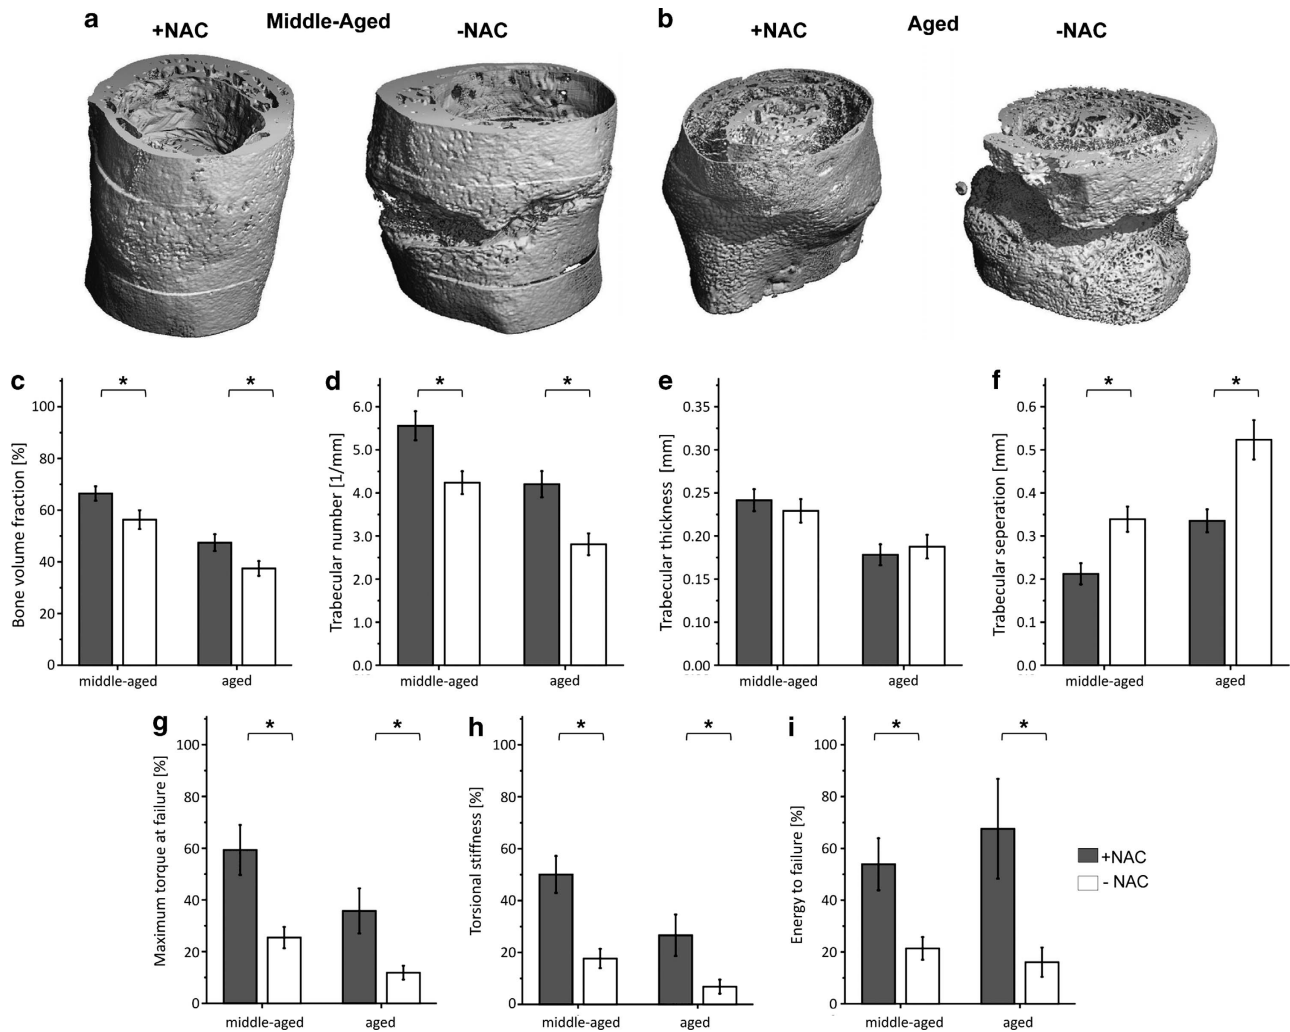 a
Middle-Aged
+NAC
-NAC
b
Aged
+NAC
-NAC
c
*
*
Bone volume fraction [%]
100
80
60
40
20
0
middle-aged
aged
d
*
*
Trabecular number [1/mm]
6.0
5.0
4.0
3.0
2.0
1.0
0.0
middle-aged
aged
e
Trabecular thickness [mm]
0.35
0.30
0.25
0.20
0.15
0.10
0.00
middle-aged
aged
f
*
*
Trabecular seperation [mm]
0.6
0.5
0.4
0.3
0.2
0.1
0.0
middle-aged
aged
g
*
*
Maximum torque at failure [%]
100
80
60
40
20
0
middle-aged
aged
h
*
*
Torsional stiffness [%]
100
80
60
40
20
0
middle-aged
aged
i
*
*
Energy to failure [%]
100
80
60
40
20
0
middle-aged
aged
+NAC
- NAC